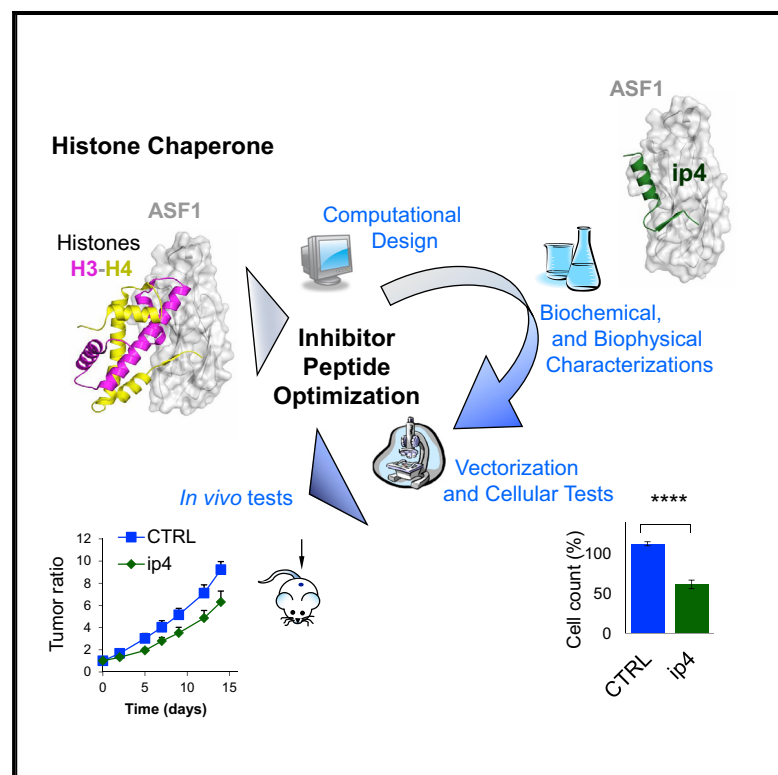 Histone Chaperone
ASF1
Histones
H3-H4
Computational
Design
ASF1
ip4
Biochemical,
and Biophysical
Characterizations
Inhibitor
Peptide
Optimization
Vectorization
and Cellular Tests
In vivo tests
CTRL
ip4
Tumor ratio
12
10
8
6
4
2
0
0
5
10
15
Time (days)
****
Cell count (%)
100
50
0
CTRL
ip4